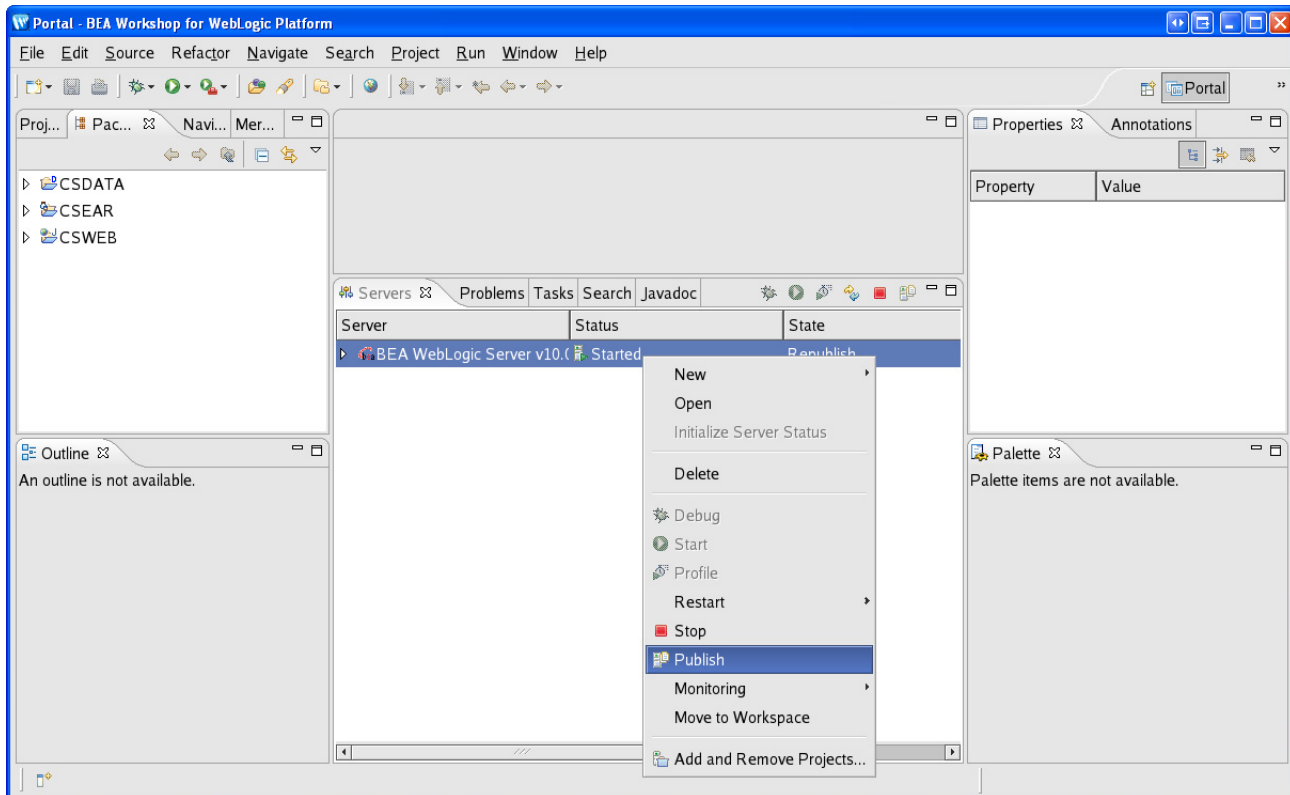 Portal - BEA Workshop for WebLogic Platform
File Edit Source Refactor Navigate Search Project Run Window Help
Portal
Proj... Pac... Navi... Mer...
CSDATA
CSEAR
CSWEB
Properties Annotations
Property Value
Servers Problems Tasks Search Javadoc
Server Status State
BEA WebLogic Server v10.( Started Republish
New
Open
Initialize Server Status
Delete
Debug
Start
Profile
Restart
Stop
Publish
Monitoring
Move to Workspace
Add and Remove Projects...
Outline
An outline is not available.
Palette
Palette items are not available.